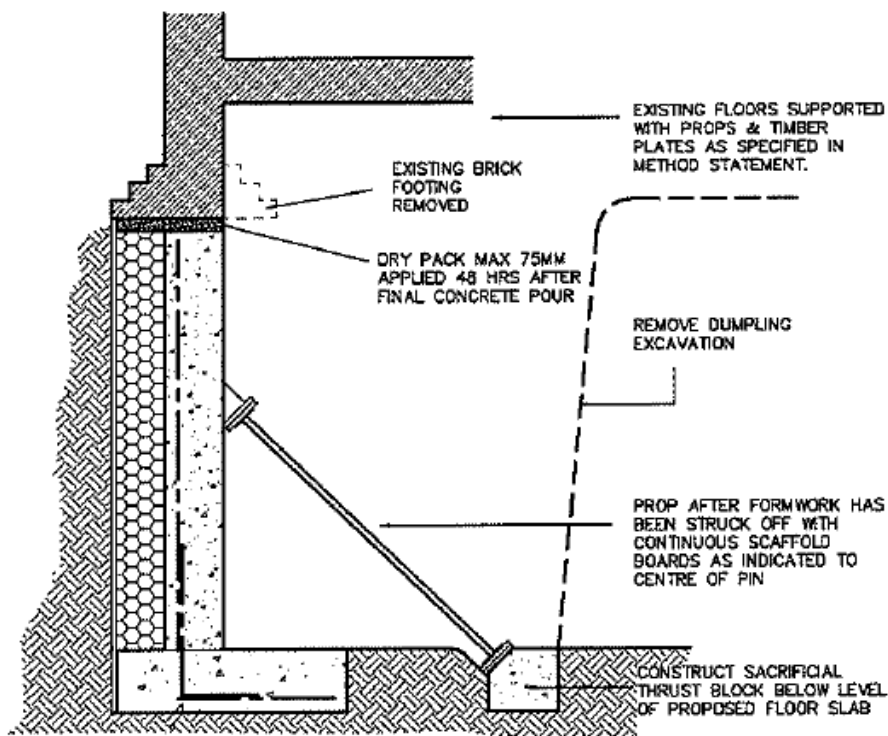 EXISTING FLOORS SUPPORTED
WITH PROPS & TIMBER
PLATES AS SPECIFIED IN
METHOD STATEMENT.
EXISTING BRICK
FOOTING
REMOVED
DRY PACK MAX 75MM
APPLIED 48 HRS AFTER
FINAL CONCRETE POUR
REMOVE DUMPLING
EXCAVATION
PROP AFTER FORMWORK HAS
BEEN STRUCK OFF WITH
CONTINUOUS SCAFFOLD
BOARDS AS INDICATED TO
CENTRE OF PIN
CONSTRUCT SACRIFICIAL
THRUST BLOCK BELOW LEVEL
OF PROPOSED FLOOR SLAB